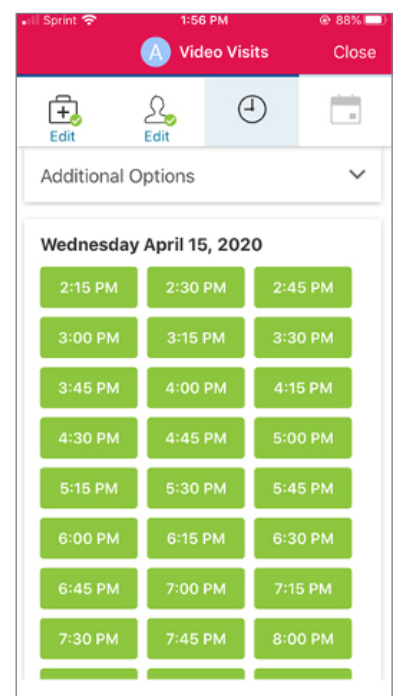 Sprint 1:56 PM 88%
A Video Visits Close
Edit Edit
Additional Options
Wednesday April 15, 2020
2:15 PM 2:30 PM 2:45 PM
3:00 PM 3:15 PM 3:30 PM
3:45 PM 4:00 PM 4:15 PM
4:30 PM 4:45 PM 5:00 PM
5:15 PM 5:30 PM 5:45 PM
6:00 PM 6:15 PM 6:30 PM
6:45 PM 7:00 PM 7:15 PM
7:30 PM 7:45 PM 8:00 PM